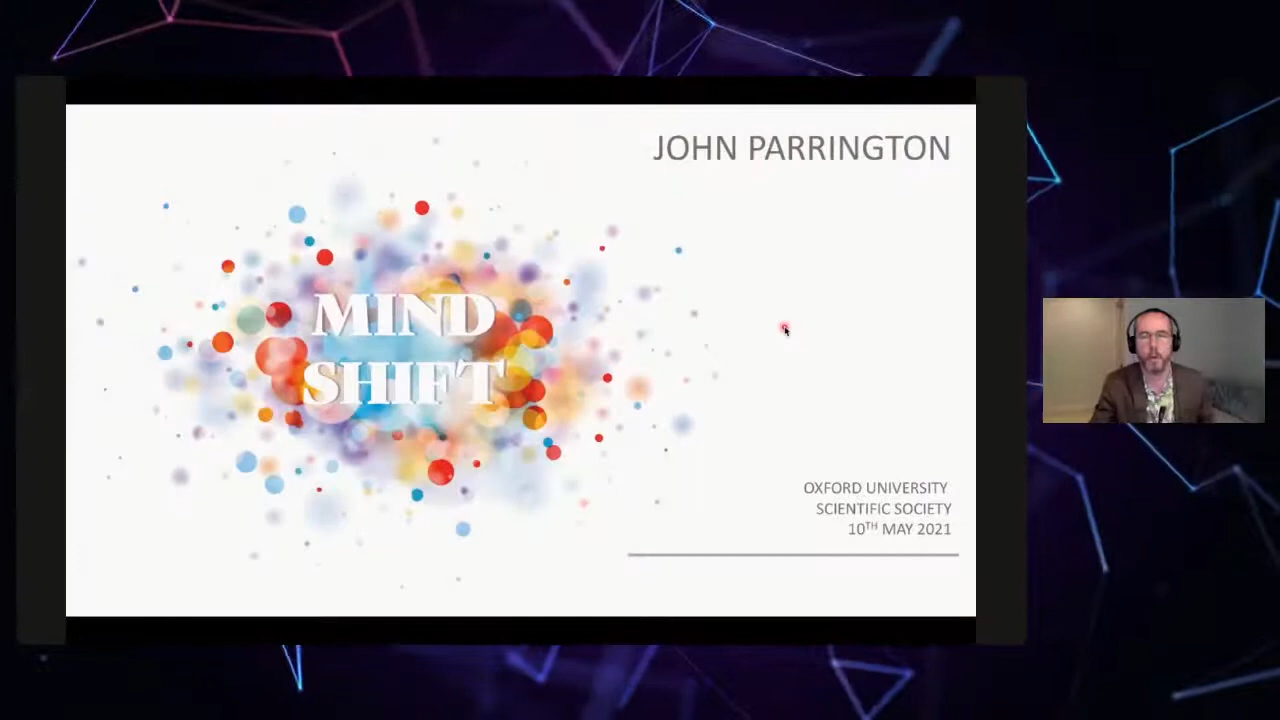 JOHN PARRINGTON
MIND
SHIFT
OXFORD UNIVERSITY
SCIENTIFIC SOCIETY
10TH MAY 2021